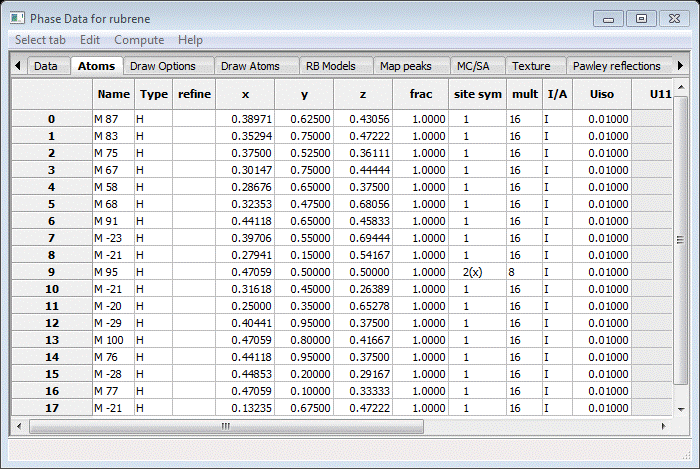 Phase Data for rubrene
Select tab Edit Compute Help
Data Atoms Draw Options Draw Atoms RB Models Map peaks MC/SA Texture Pawley reflections
Name Type refine x y z frac site sym mult I/A Uiso U11
0 M 87 H 0.38971 0.62500 0.43056 1.0000 1 16 I 0.01000
1 M 83 H 0.35294 0.75000 0.47222 1.0000 1 16 I 0.01000
2 M 75 H 0.37500 0.52500 0.36111 1.0000 1 16 I 0.01000
3 M 67 H 0.30147 0.75000 0.44444 1.0000 1 16 I 0.01000
4 M 58 H 0.28676 0.65000 0.37500 1.0000 1 16 I 0.01000
5 M 68 H 0.32353 0.47500 0.68056 1.0000 1 16 I 0.01000
6 M 91 H 0.44118 0.65000 0.45833 1.0000 1 16 I 0.01000
7 M -23 H 0.39706 0.55000 0.69444 1.0000 1 16 I 0.01000
8 M -21 H 0.27941 0.15000 0.54167 1.0000 1 16 I 0.01000
9 M 95 H 0.47059 0.50000 0.50000 1.0000 2(x) 8 I 0.01000
10 M -21 H 0.31618 0.45000 0.26389 1.0000 1 16 I 0.01000
11 M -20 H 0.25000 0.35000 0.65278 1.0000 1 16 I 0.01000
12 M -29 H 0.40441 0.95000 0.37500 1.0000 1 16 I 0.01000
13 M 100 H 0.47059 0.80000 0.41667 1.0000 1 16 I 0.01000
14 M 76 H 0.44118 0.95000 0.37500 1.0000 1 16 I 0.01000
15 M -28 H 0.44853 0.20000 0.29167 1.0000 1 16 I 0.01000
16 M 77 H 0.47059 0.10000 0.33333 1.0000 1 16 I 0.01000
17 M -21 H 0.13235 0.67500 0.47222 1.0000 1 16 I 0.01000